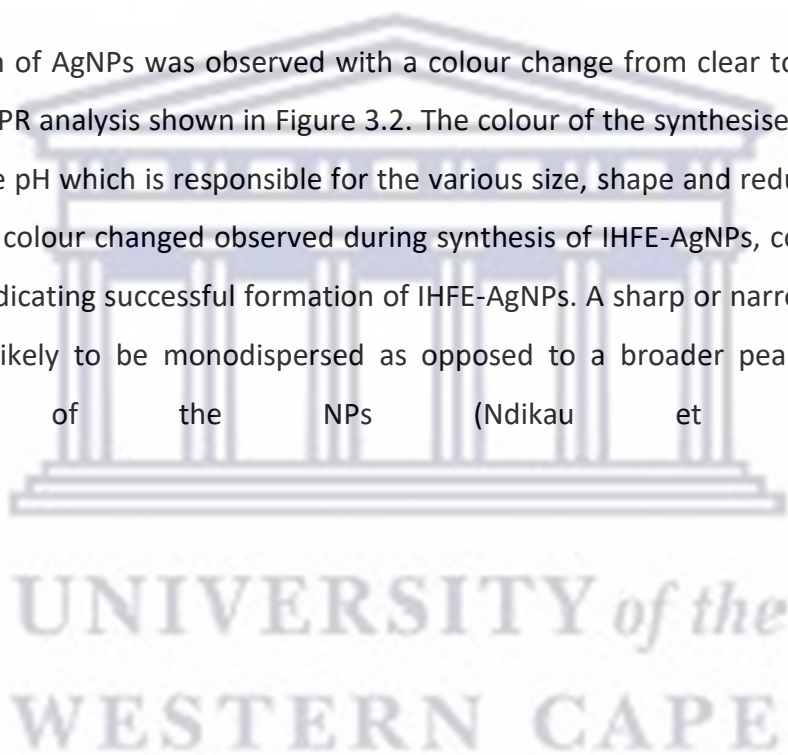 of AgNPs was observed with a colour change from clear to
PR analysis shown in Figure 3.2. The colour of the synthesise
pH which is responsible for the various size, shape and redu
colour changed observed during synthesis of IHFE-AgNPs, co
dicating successful formation of IHFE-AgNPs. A sharp or narro
ikely to be monodispersed as opposed to a broader pea
of the NPs (Ndikau et
UNIVERSITY of the
WESTERN CAPE